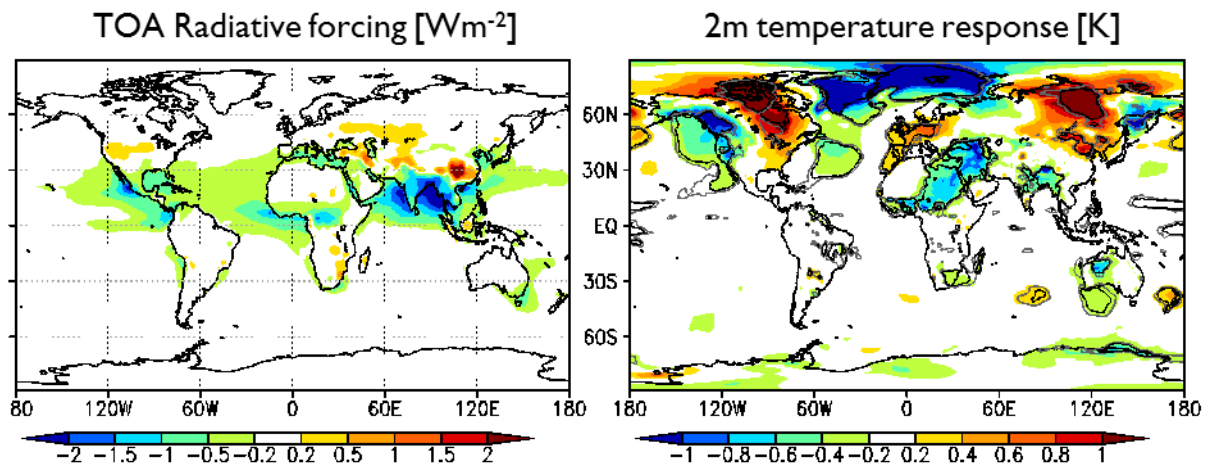 TOA Radiative forcing [Wm-2]
2m temperature response [K]
60N
30N
EQ
30S
60S
80
120W
60W
0
60E
120E
180
180
120W
60W
0
60E
120E
180
−2 −1.5 −1 −0.5 −0.2 0.2 0.5 1 1.5 2
−1 −0.8 −0.6 −0.4 −0.2 0.2 0.4 0.6 0.8 1